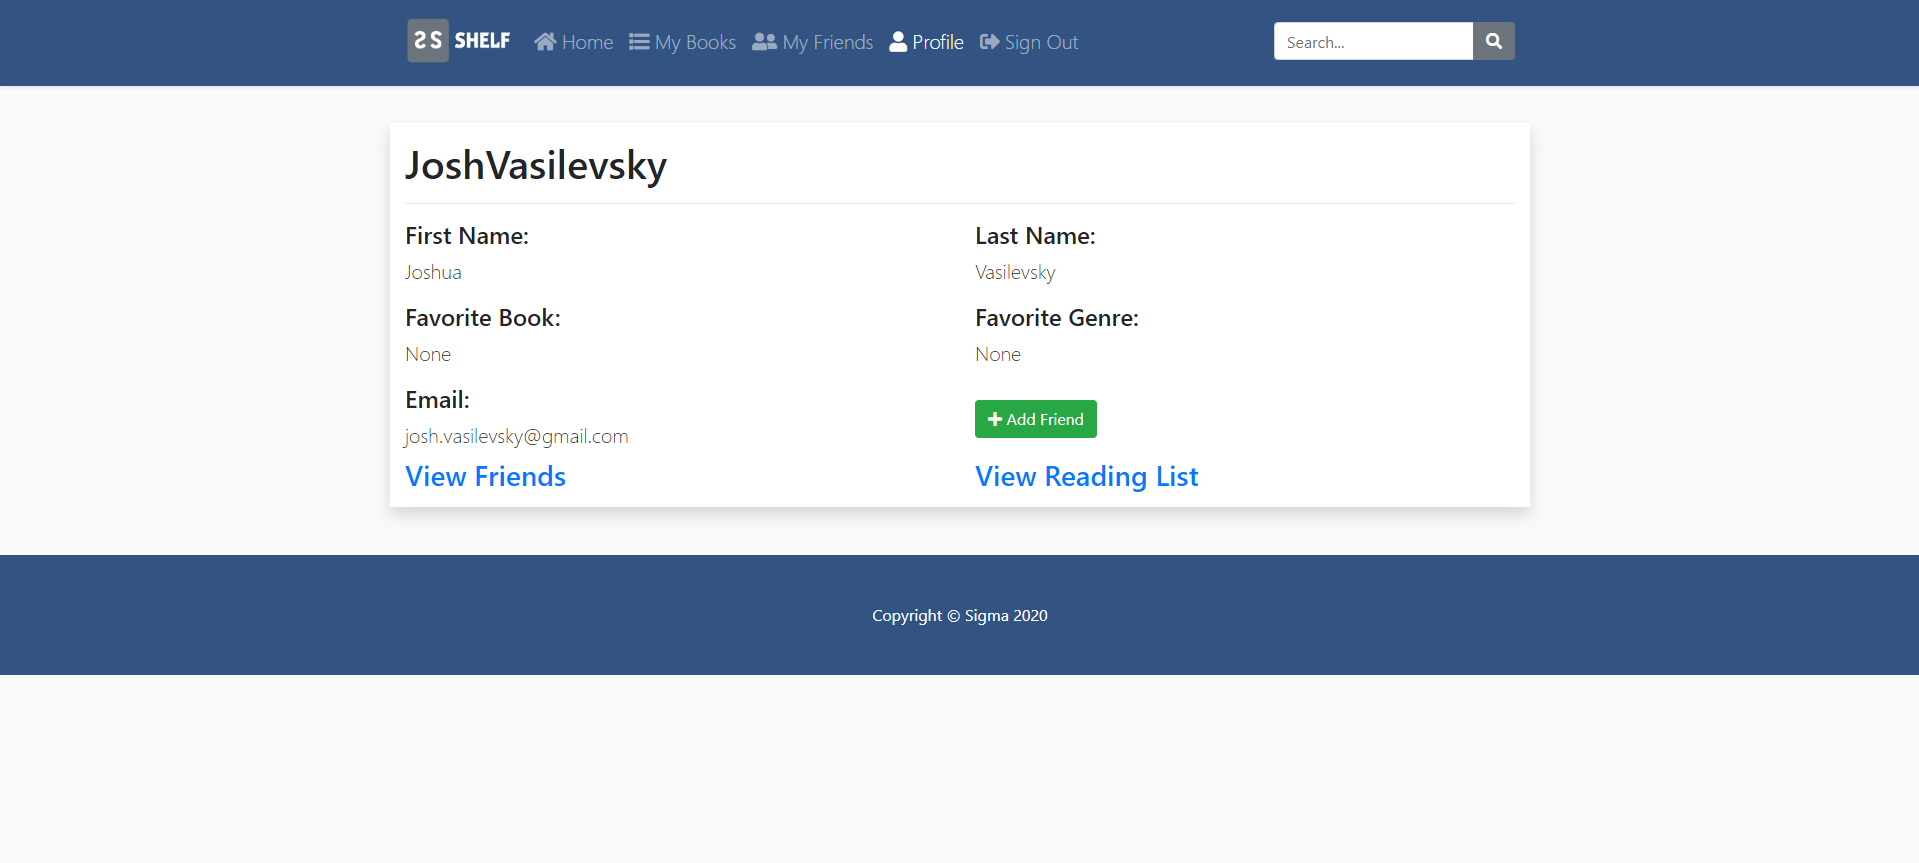 SS SHELF Home My Books My Friends Profile Sign Out Search...
JoshVasilevsky
First Name: Last Name:
Joshua Vasilevsky
Favorite Book: Favorite Genre:
None None
Email:
Add Friend
josh.vasilevsky@gmail.com
View Friends View Reading List
Copyright © Sigma 2020